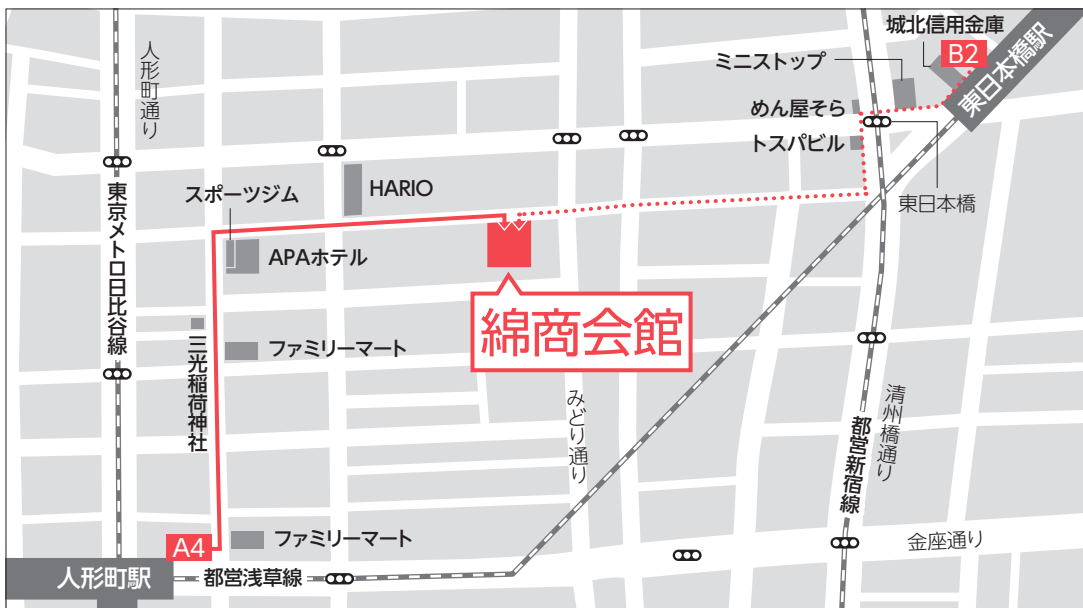 城北信用金庫
B2
東日本橋駅
ミニストップ
人形町通り
めん屋そら
トスパビル
東日本橋
スポーツジム
HARIO
APAホテル
東京メトロ日比谷線
綿商会館
三光稲荷神社
ファミリーマート
みどり通り
清州橋通り
都営新宿線
ファミリーマート
金座通り
A4
人形町駅
都営浅草線